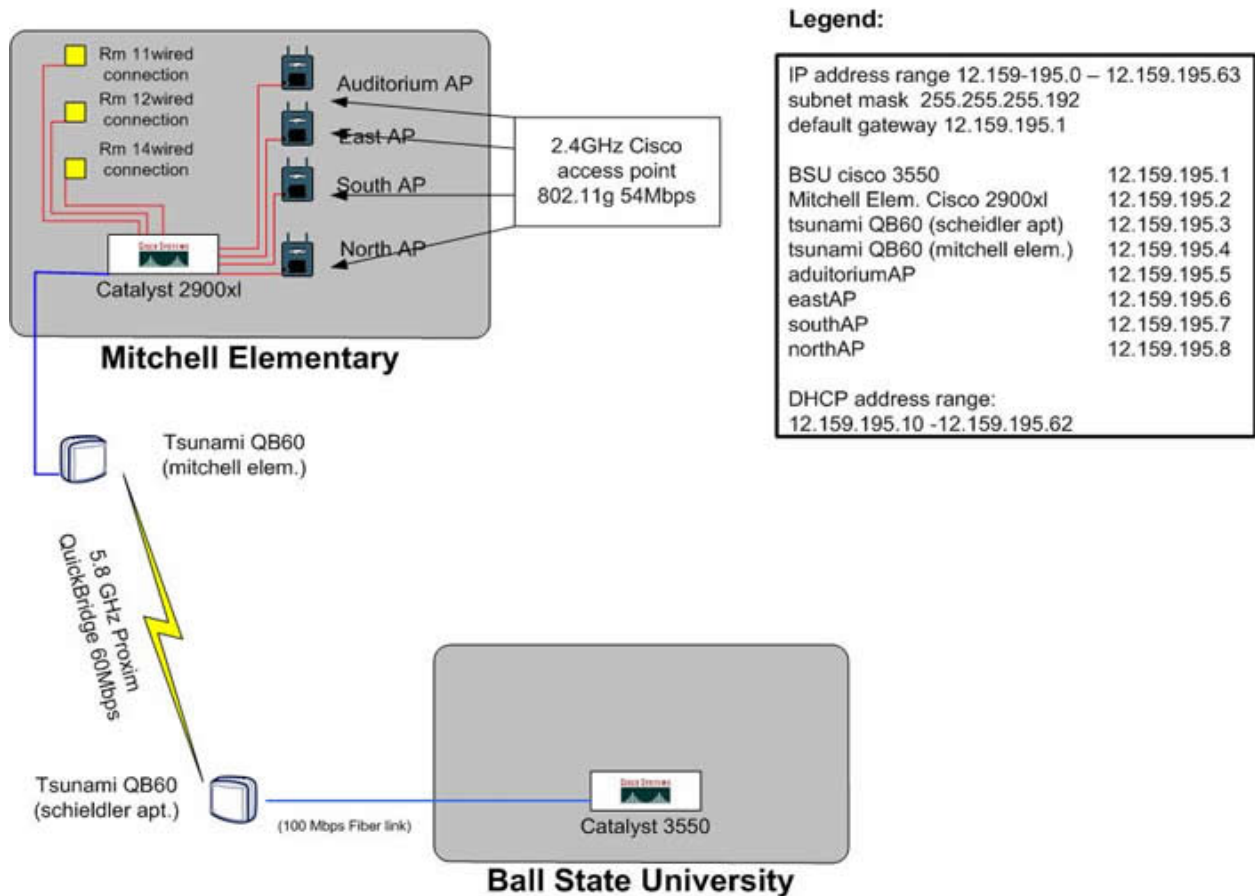 Legend:
IP address range 12.159-195.0 – 12.159.195.63
subnet mask 255.255.255.192
default gateway 12.159.195.1
BSU cisco 3550 12.159.195.1
Mitchell Elem. Cisco 2900xl 12.159.195.2
tsunami QB60 (scheidler apt) 12.159.195.3
tsunami QB60 (mitchell elem.) 12.159.195.4
aduitoriumAP 12.159.195.5
eastAP 12.159.195.6
southAP 12.159.195.7
northAP 12.159.195.8
DHCP address range:
12.159.195.10 -12.159.195.62
Rm 11wired
connection
Rm 12wired
connection
Rm 14wired
connection
Auditorium AP
East AP
South AP
North AP
2.4GHz Cisco
access point
802.11g 54Mbps
Cisco Systems
Catalyst 2900xl
Mitchell Elementary
Tsunami QB60
(mitchell elem.)
5.8 GHz Proxim
QuickBridge 60Mbps
Tsunami QB60
(schieldler apt.)
(100 Mbps Fiber link)
Cisco Systems
Catalyst 3550
Ball State University